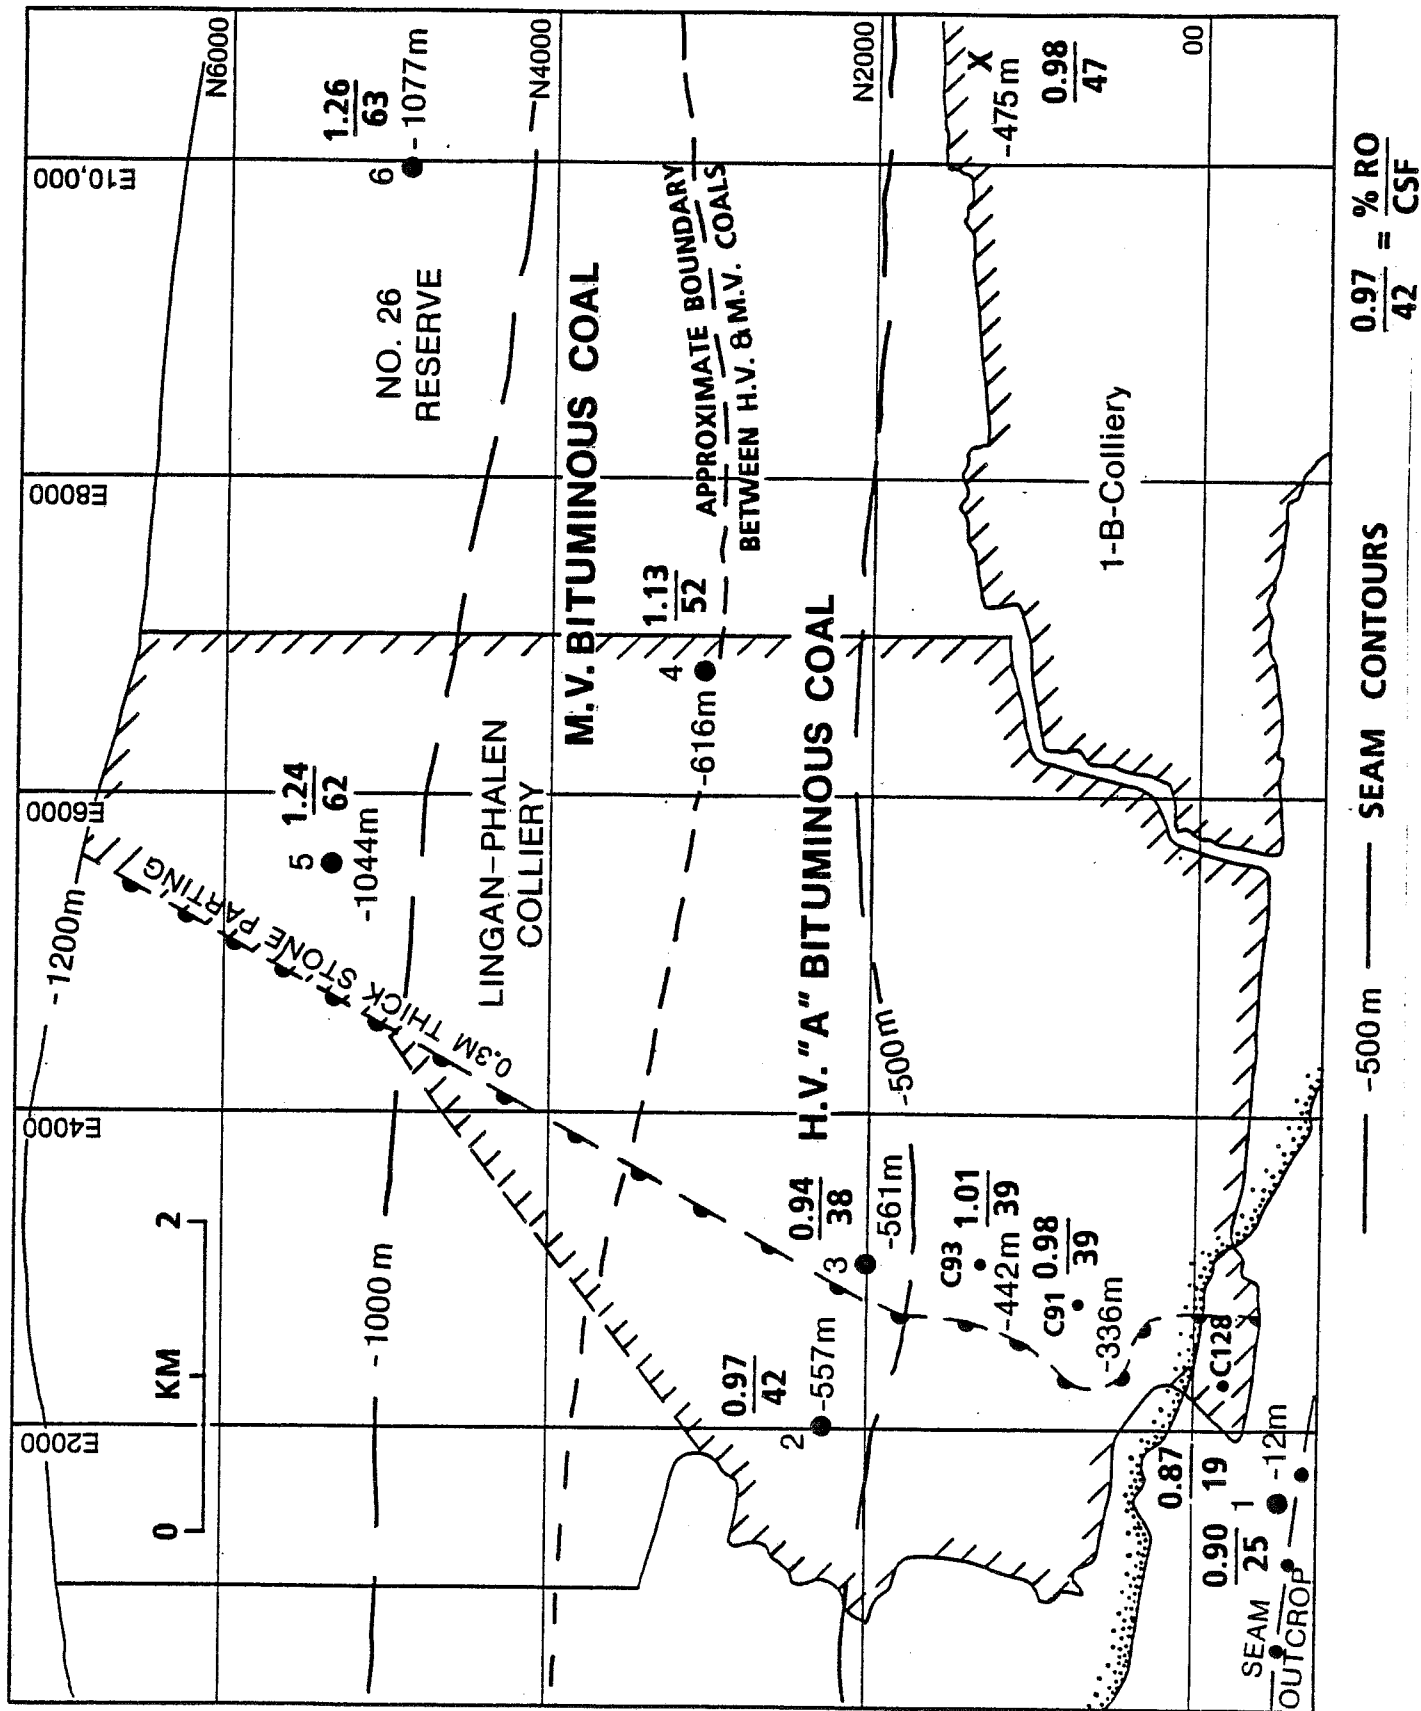 E2000
E4000
E6000
E8000
E10,000
N6000
N4000
N2000
00
0 KM 2
-1200m
-1000m
-500m
0.3M THICK STONE PARTING
5
1.24
62
-1044m
6
1.26
63
-1077m
NO. 26
RESERVE
LINGAN-PHALEN
COLLIERY
M.V. BITUMINOUS COAL
APPROXIMATE BOUNDARY
BETWEEN H.V. & M.V. COALS
4
1.13
52
-616m
H.V. "A" BITUMINOUS COAL
2
0.97
42
-557m
3
0.94
38
-561m
C93
1.01
39
-442m
C91
0.98
39
-336m
X
-475m
0.98
47
1-B-Colliery
C128
0.87
19
0.90
25
1
-12m
SEAM
OUTCROP
-500m SEAM CONTOURS
0.97 = % RO
42 CSF